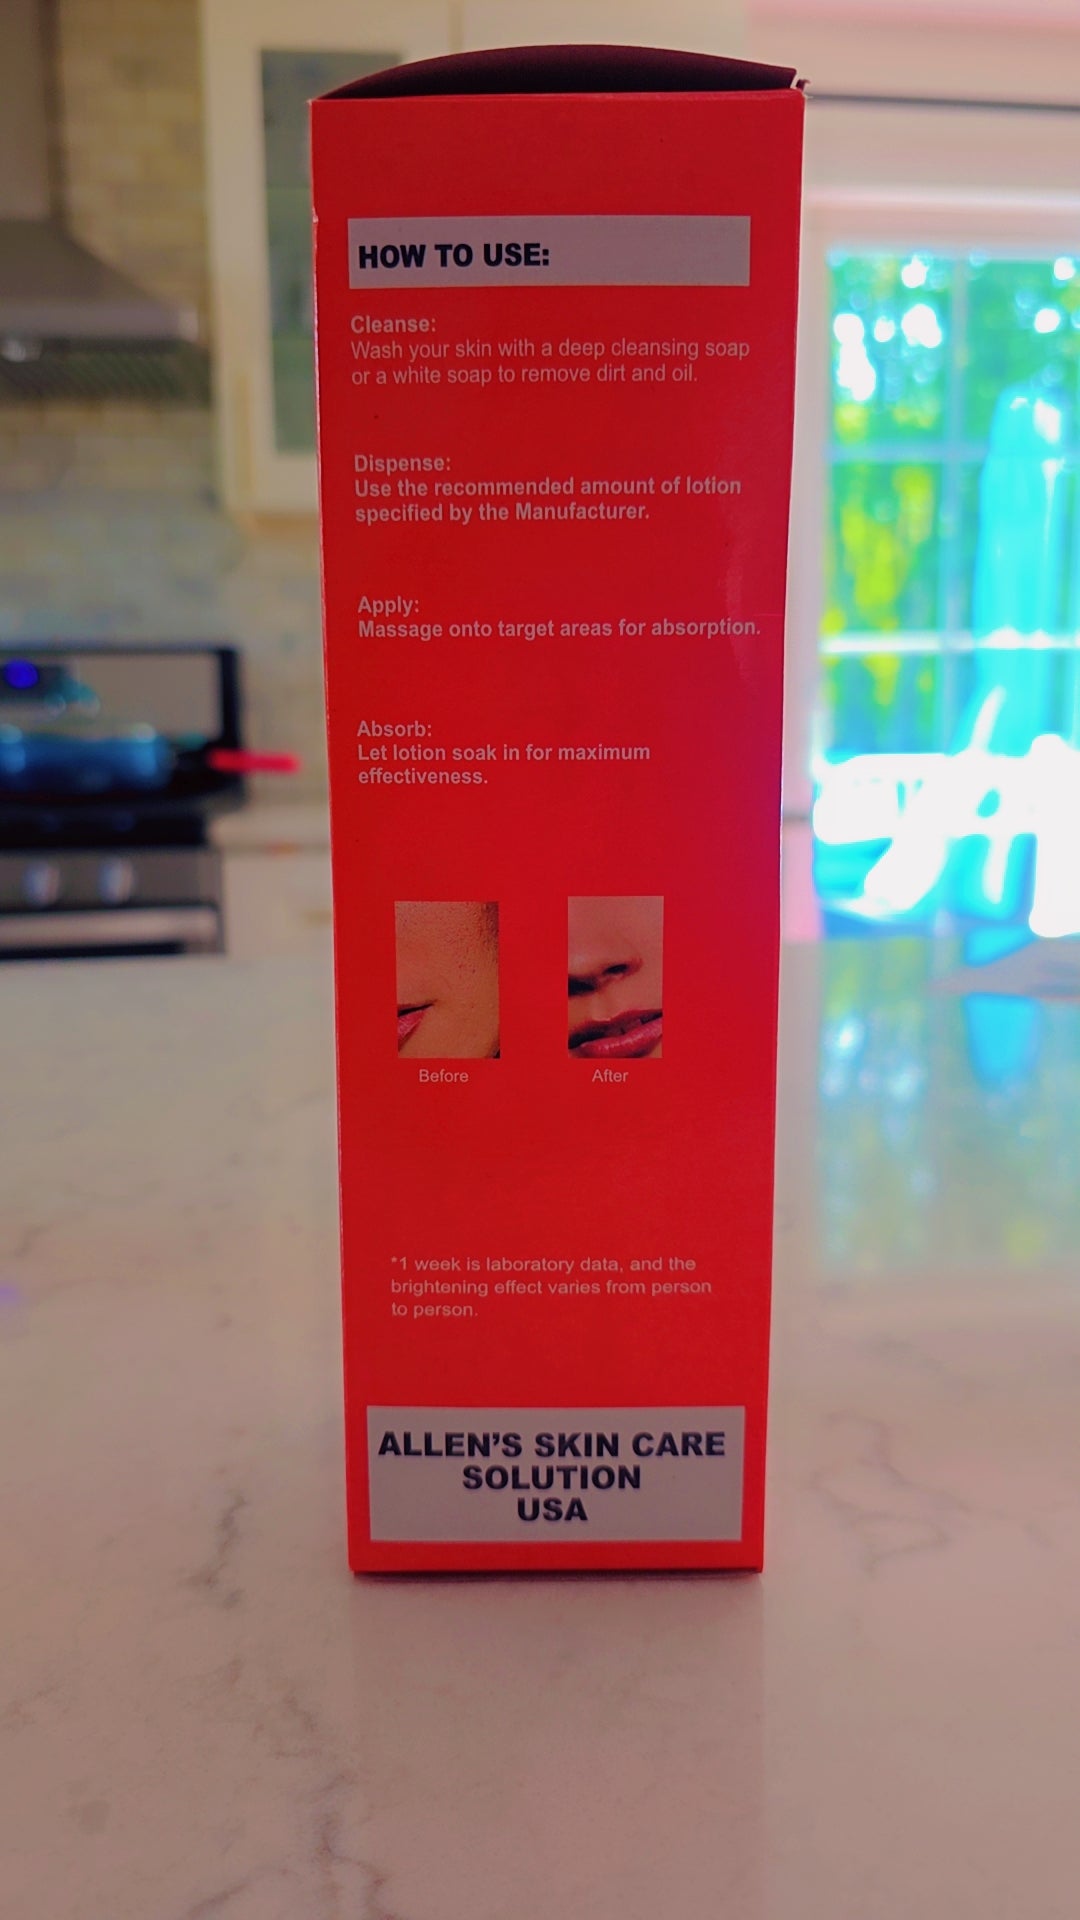 HOW TO USE:
Cleanse:
Wash your skin with a deep cleansing soap
or a white soap to remove dirt and oil.
Dispense:
Use the recommended amount of lotion
specified by the Manufacturer.
Apply:
Massage onto target areas for absorption.
Absorb:
Let lotion soak in for maximum
effectiveness.
Before
After
*1 week is laboratory data, and the
brightening effect varies from person
to person.
ALLEN'S SKIN CARE
SOLUTION
USA